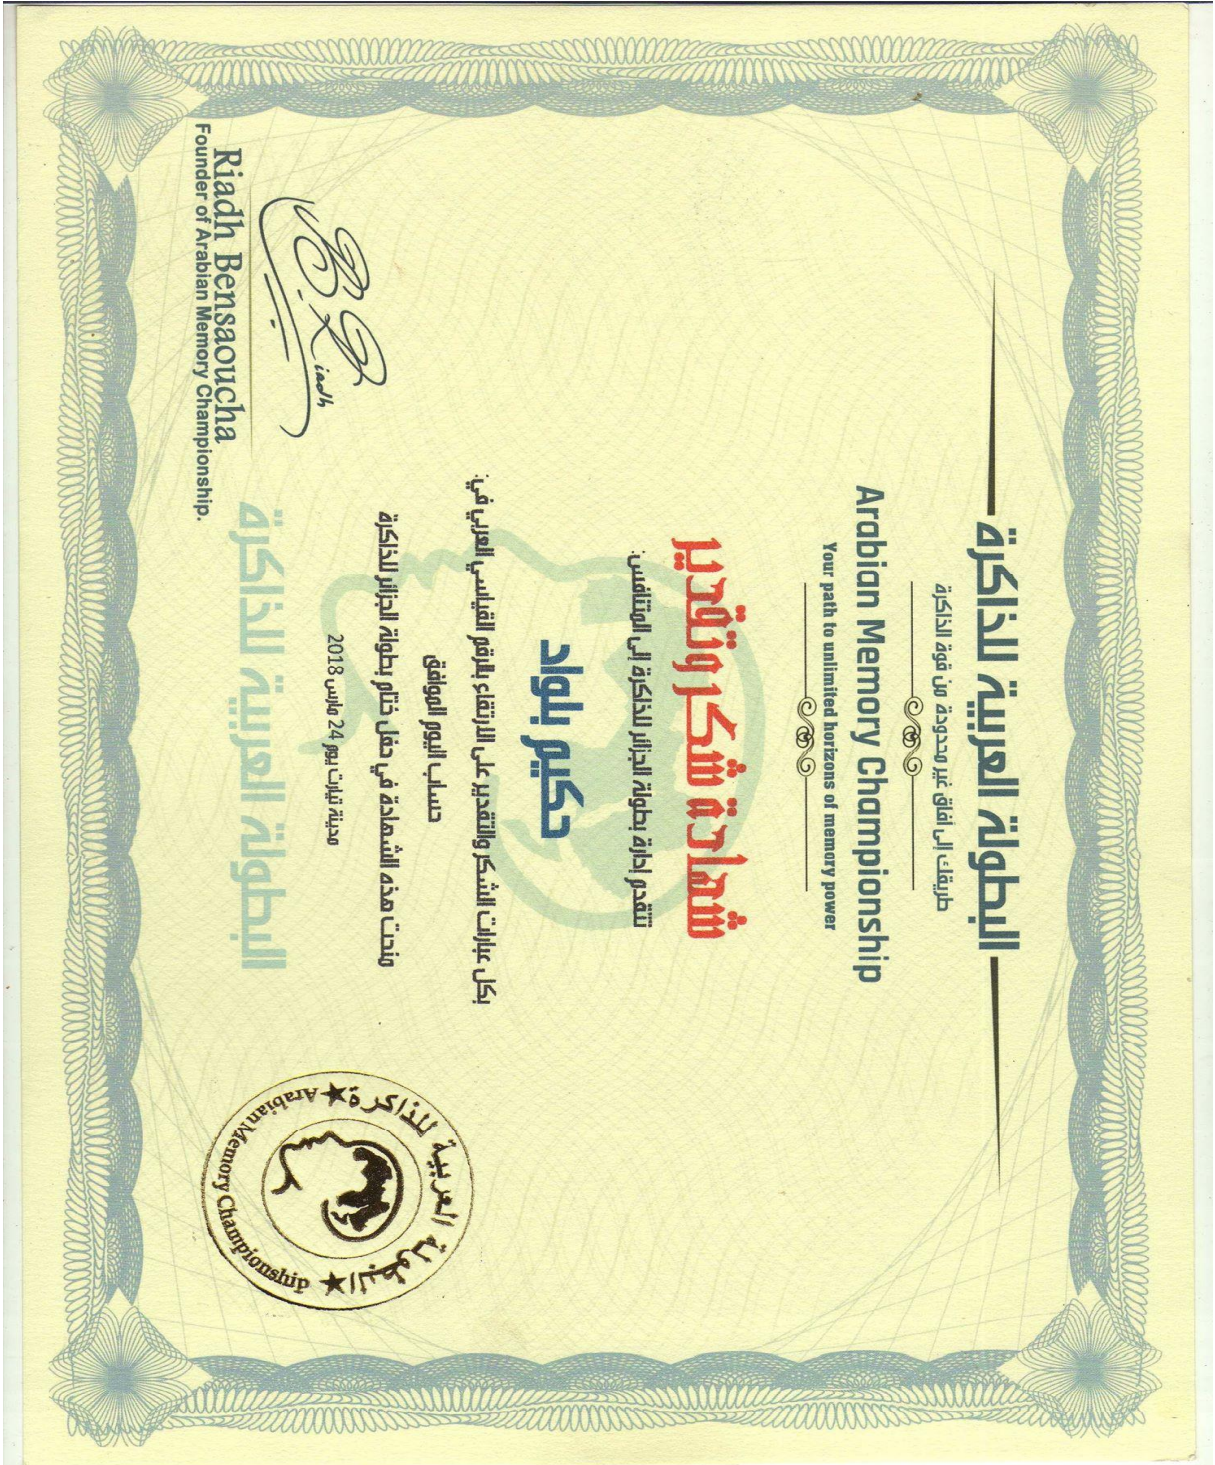 البطولة العربية للذاكرة
طريقك إلى آفاق غير محدودة من قوة الذاكرة
Arabian Memory Championship
Your path to unlimited horizons of memory power
شهادة شكر وتقدير
تتقدم إدارة بطولة الجزائر للذاكرة إلى المتنافس:
حكيم بلواد
بكل عبارات الشكر والتقدير على الارتقاء بالرقم القياسي العربي في:
حساب اليوم الموافق
منحت هذه الشهادة في حفل ختام بطولة الجزائر للذاكرة
مدينة تيارت يوم 24 مارس 2018
البطولة العربية للذاكرة
Riadh
Riadh Bensaoucha
Founder of Arabian Memory Championship.
البطولة العربية للذاكرة
Arabian Memory Championship